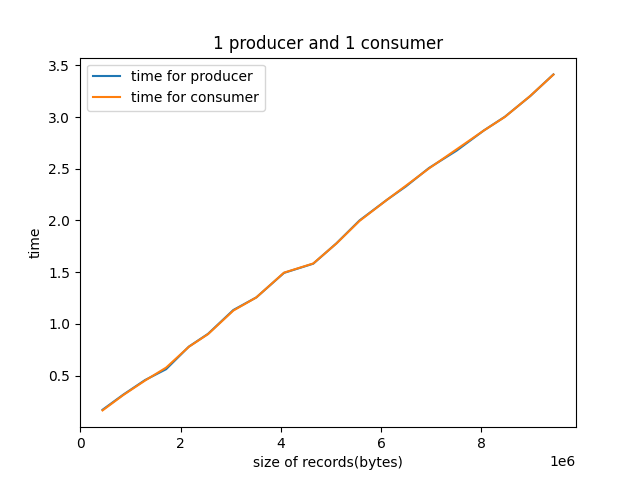 1 producer and 1 consumer
time for producer
time for consumer
3.5
3.0
2.5
2.0
1.5
1.0
0.5
time
0 2 4 6 8
1e6
size of records(bytes)